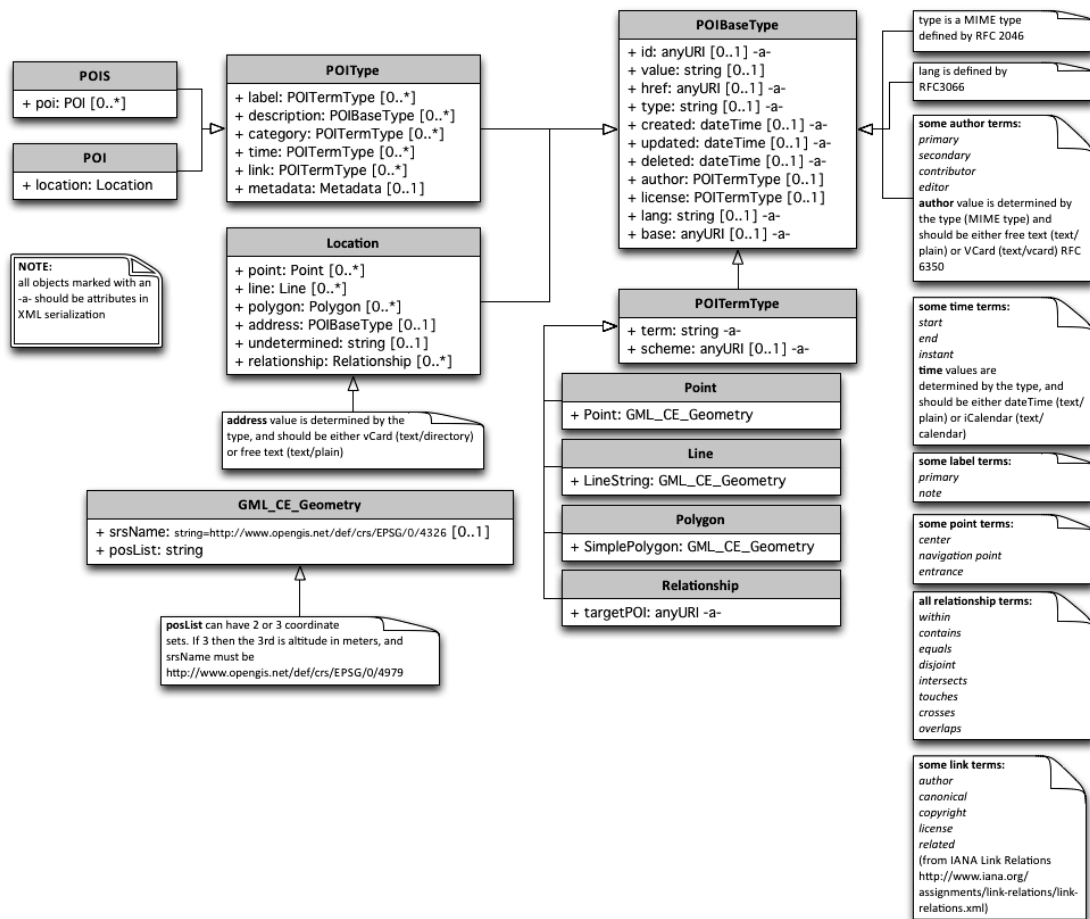 POIS
+ poi: POI [0..*]
POI
+ location: Location
NOTE:
all objects marked with an
-a- should be attributes in
XML serialization
POIType
+ label: POITermType [0..*]
+ description: POIBaseType [0..*]
+ category: POITermType [0..*]
+ time: POITermType [0..*]
+ link: POITermType [0..*]
+ metadata: Metadata [0..1]
Location
+ point: Point [0..*]
+ line: Line [0..*]
+ polygon: Polygon [0..*]
+ address: POIBaseType [0..1]
+ undetermined: string [0..1]
+ relationship: Relationship [0..*]
address value is determined by the
type, and should be either vCard (text/directory)
or free text (text/plain)
GML_CE_Geometry
+ srsName: string=http://www.opengis.net/def/crs/EPSG/0/4326 [0..1]
+ posList: string
posList can have 2 or 3 coordinate
sets. If 3 then the 3rd is altitude in meters, and
srsName must be
http://www.opengis.net/def/crs/EPSG/0/4979
POIBaseType
+ id: anyURI [0..1] -a-
+ value: string [0..1]
+ href: anyURI [0..1] -a-
+ type: string [0..1] -a-
+ created: dateTime [0..1] -a-
+ updated: dateTime [0..1] -a-
+ deleted: dateTime [0..1] -a-
+ author: POITermType [0..1]
+ license: POITermType [0..1]
+ lang: string [0..1] -a-
+ base: anyURI [0..1] -a-
POITermType
+ term: string -a-
+ scheme: anyURI [0..1] -a-
Point
+ Point: GML_CE_Geometry
Line
+ LineString: GML_CE_Geometry
Polygon
+ SimplePolygon: GML_CE_Geometry
Relationship
+ targetPOI: anyURI -a-
type is a MIME type
defined by RFC 2046
lang is defined by
RFC3066
some author terms:
primary
secondary
contributor
editor
author value is determined by
the type (MIME type) and
should be either free text (text/
plain) or VCard (text/vcard) RFC
6350
some time terms:
start
end
instant
time values are
determined by the type, and
should be either dateTime (text/
plain) or iCalendar (text/
calendar)
some label terms:
primary
note
some point terms:
center
navigation point
entrance
all relationship terms:
within
contains
equals
disjoint
intersects
touches
crosses
overlaps
some link terms:
author
canonical
copyright
license
related
(from IANA Link Relations
http://www.iana.org/
assignments/link-relations/link-
relations.xml)